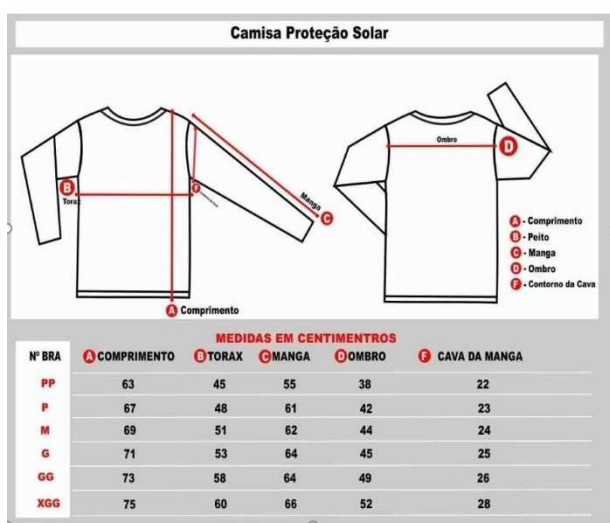 Camisa Proteção Solar
Ombro
D
B
Torax
F
Manga
C
A Comprimento
A - Comprimento
B - Peito
C - Manga
D - Ombro
F - Contorno da Cava
MEDIDAS EM CENTIMENTROS
Nº BRA A COMPRIMENTO B TORAX C MANGA D OMBRO F CAVA DA MANGA
PP 63 45 55 38 22
P 67 48 61 42 23
M 69 51 62 44 24
G 71 53 64 45 25
GG 73 58 64 49 26
XGG 75 60 66 52 28